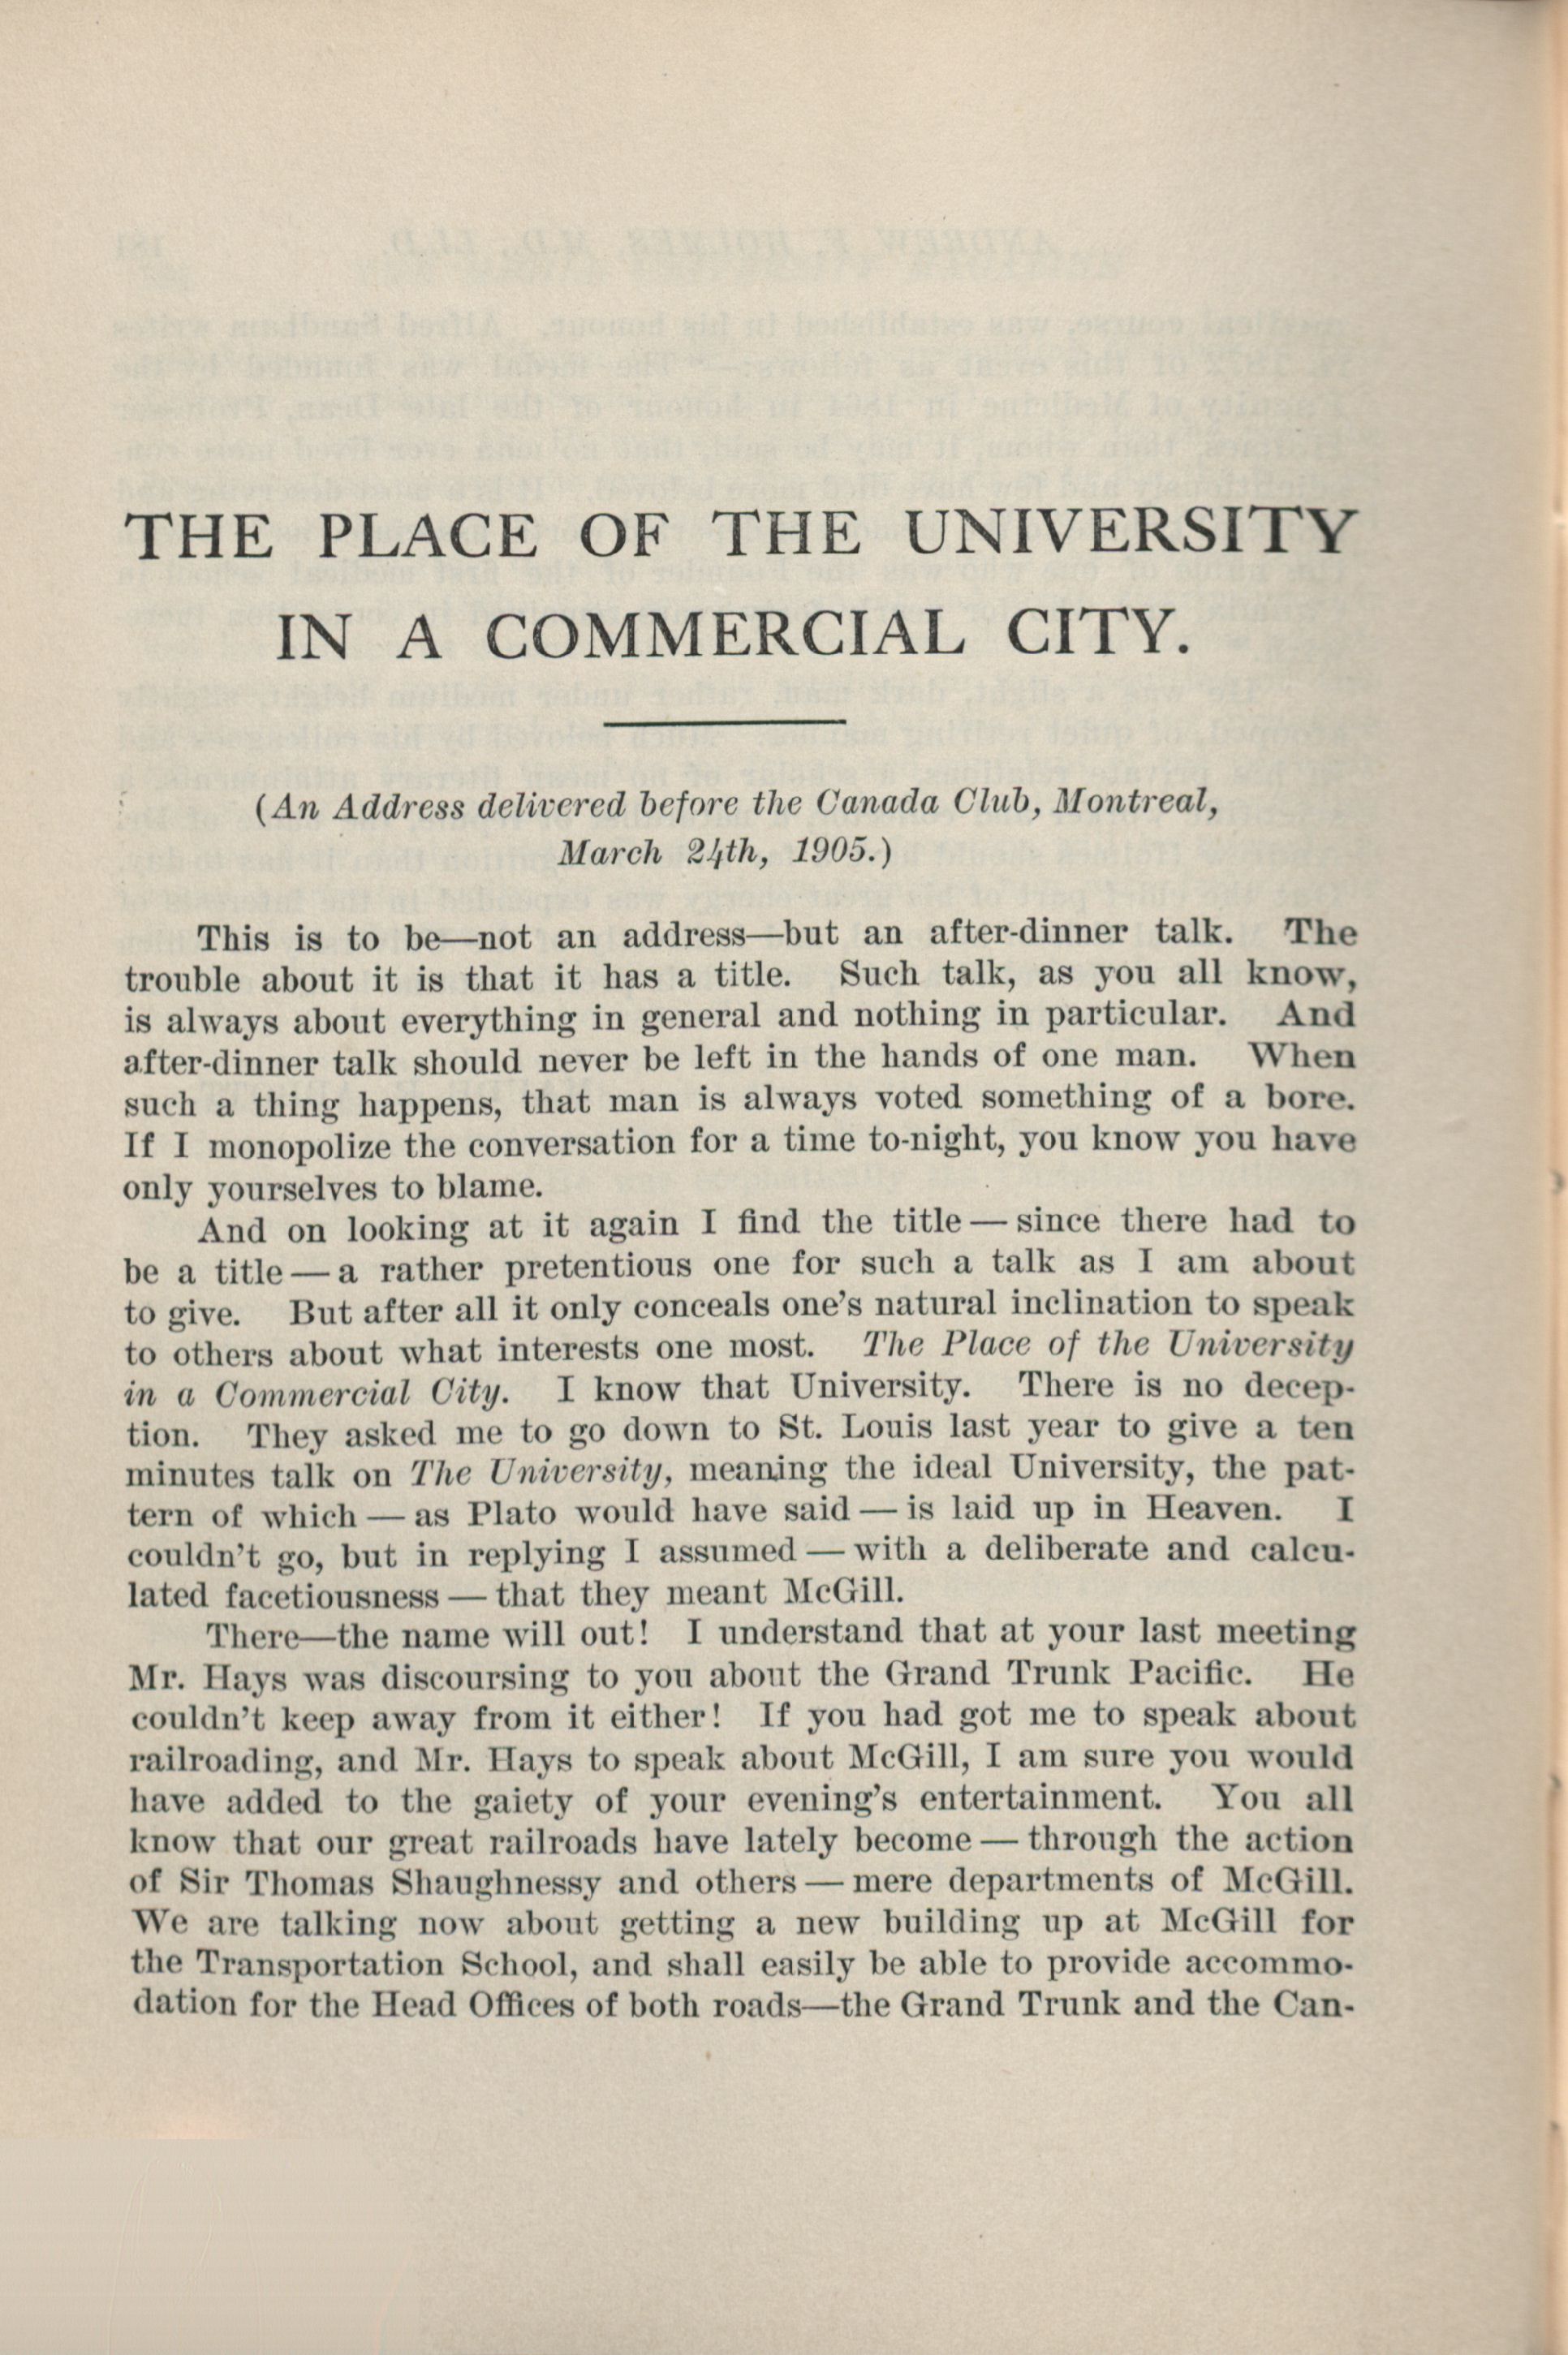 THE PLACE OF THE UNIVERSITY
IN A COMMERCIAL CITY.
(An Address delivered before the Canada Club, Montreal,
March 24th, 1905.)
This is to be—not an address—but an after-dinner talk. The
trouble about it is that it has a title. Such talk, as you all know,
is always about everything in general and nothing in particular. And
after-dinner talk should never be left in the hands of one man. When
such a thing happens, that man is always voted something of a bore.
If I monopolize the conversation for a time to-night, you know you have
only yourselves to blame.
And on looking at it again I find the title — since there had to
be a title — a rather pretentious one for such a talk as I am about
to give. But after all it only conceals one's natural inclination to speak
to others about what interests one most. The Place of the University
in a Commercial City. I know that University. There is no decep-
tion. They asked me to go down to St. Louis last year to give a ten
minutes talk on The University, meaning the ideal University, the pat-
tern of which — as Plato would have said — is laid up in Heaven. I
couldn't go, but in replying I assumed — with a deliberate and calcu-
lated facetiousness — that they meant McGill.
There—the name will out! I understand that at your last meeting
Mr. Hays was discoursing to you about the Grand Trunk Pacific. He
couldn't keep away from it either! If you had got me to speak about
railroading, and Mr. Hays to speak about McGill, I am sure you would
have added to the gaiety of your evening's entertainment. You all
know that our great railroads have lately become — through the action
of Sir Thomas Shaughnessy and others — mere departments of McGill.
We are talking now about getting a new building up at McGill for
the Transportation School, and shall easily be able to provide accommo-
dation for the Head Offices of both roads—the Grand Trunk and the Can-